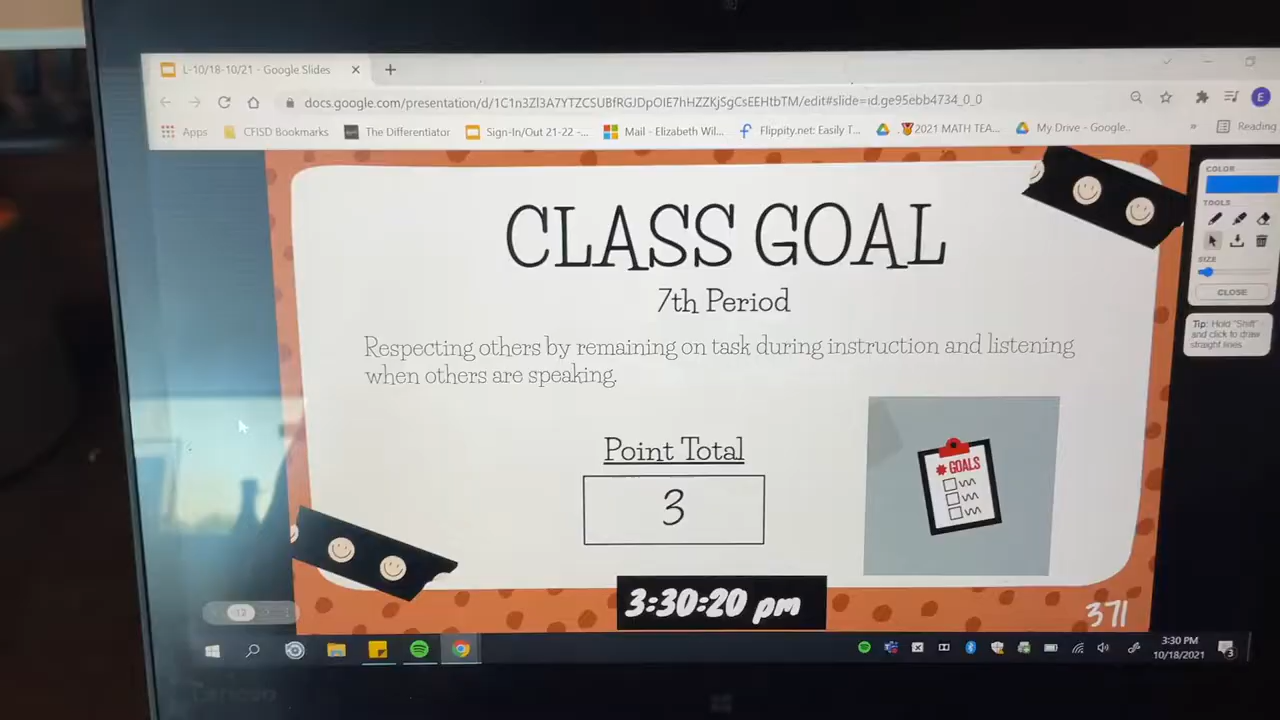 L-10/18-10/21 - Google Slides
docs.google.com/presentation/d/1C1n3Zl3A7YTZCSUBfRGJDpOIE7hHZZKjSgCsEEHtbTM/edit#slide=id.ge95ebb4734_0_0
E
Apps
CFISD Bookmarks
The Differentiator
Sign-In/Out 21-22 -...
Mail - Elizabeth Wil...
Flippity.net: Easily T...
2021 MATH TEA...
My Drive - Google...
»
Reading
COLOR
TOOLS
SIZE
CLOSE
Tip: Hold "Shift"
and click to draw
straight lines.
CLASS GOAL
7th Period
Respecting others by remaining on task during instruction and listening
when others are speaking.
Point Total
3
# GOALS
12
3:30:20 pm
371
3:30 PM
10/18/2021
3
Lenovo